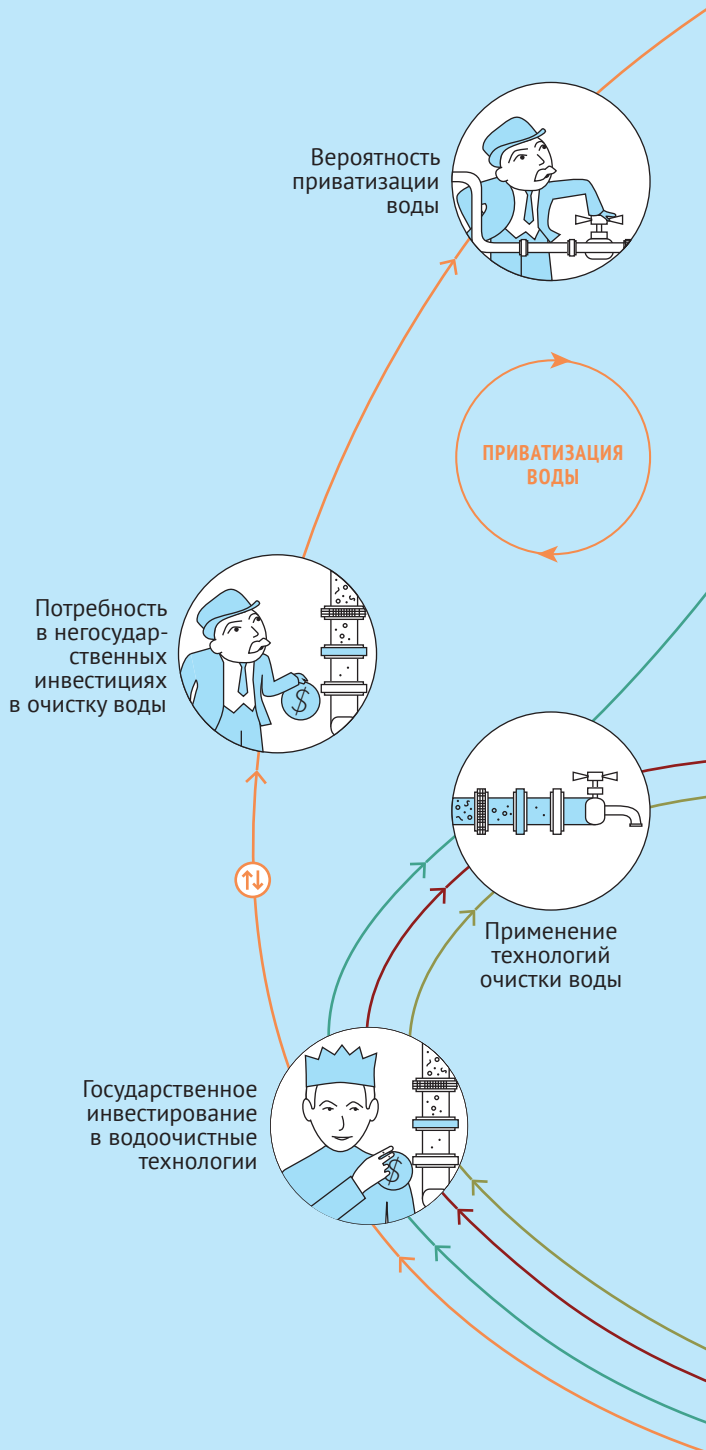 Вероятность
приватизации
воды
ПРИВАТИЗАЦИЯ
ВОДЫ
Потребность
в негосудар-
ственных
инвестициях
в очистку воды
$
Применение
технологий
очистки воды
Государственное
инвестирование
в водоочистные
технологии
$